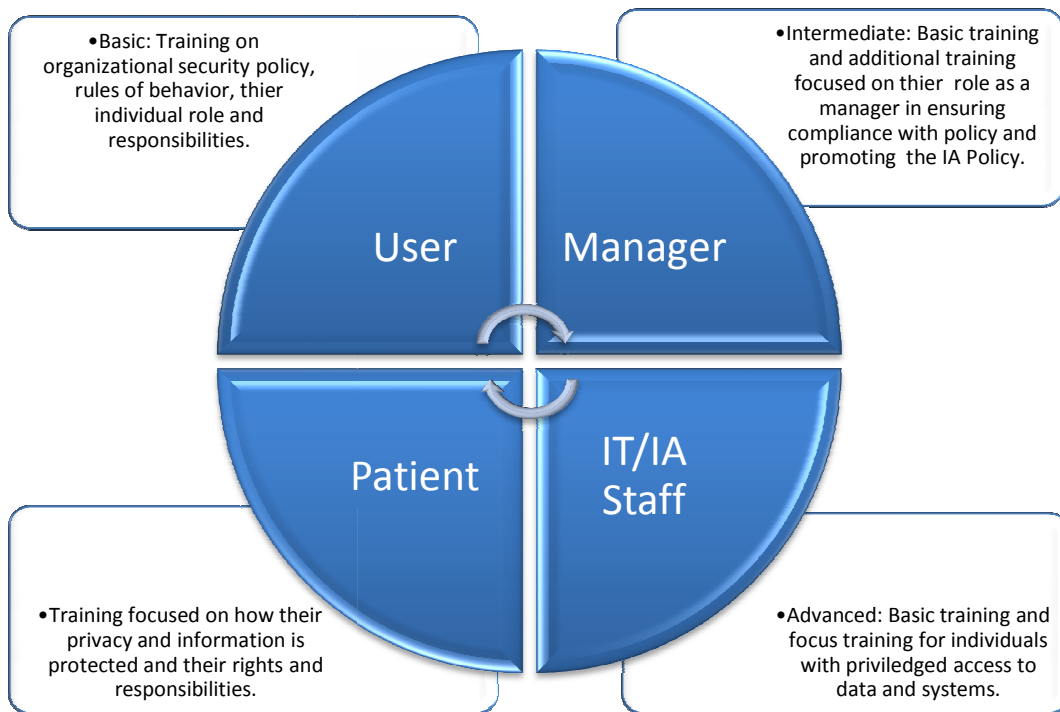 •Basic: Training on
organizational security policy,
rules of behavior, thier
individual role and
responsibilities.
•Intermediate: Basic training
and additional training
focused on thier role as a
manager in ensuring
compliance with policy and
promoting the IA Policy.
User
Manager
Patient
IT/IA
Staff
•Training focused on how their
privacy and information is
protected and their rights and
responsibilities.
•Advanced: Basic training and
focus training for individuals
with priviledged access to
data and systems.